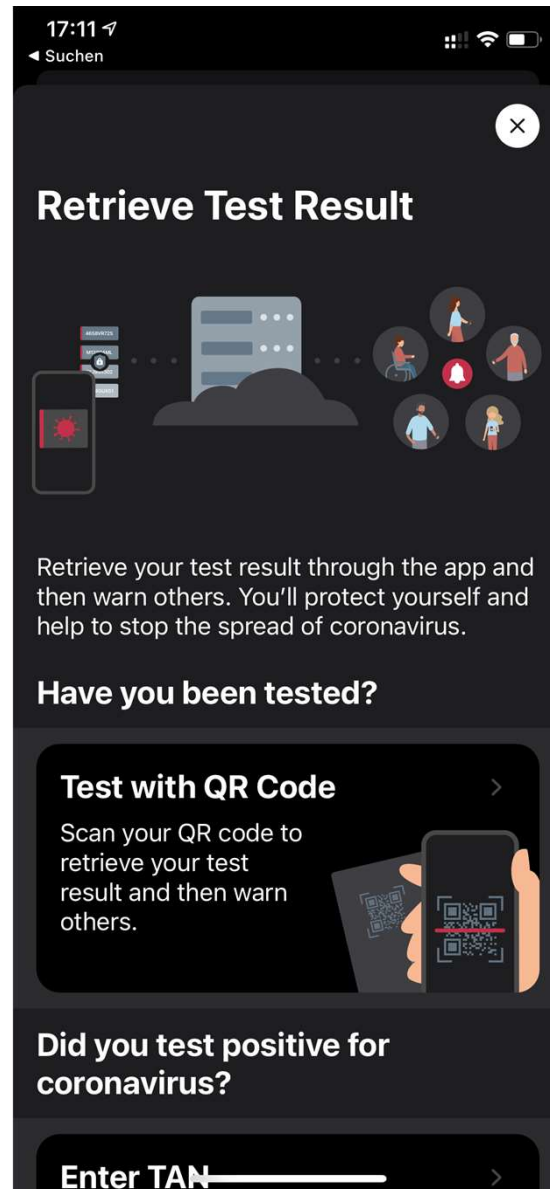 17:11
Suchen
Retrieve Test Result
Retrieve your test result through the app and
then warn others. You'll protect yourself and
help to stop the spread of coronavirus.
Have you been tested?
Test with QR Code
Scan your QR code to
retrieve your test
result and then warn
others.
Did you test positive for
coronavirus?
Enter TAN